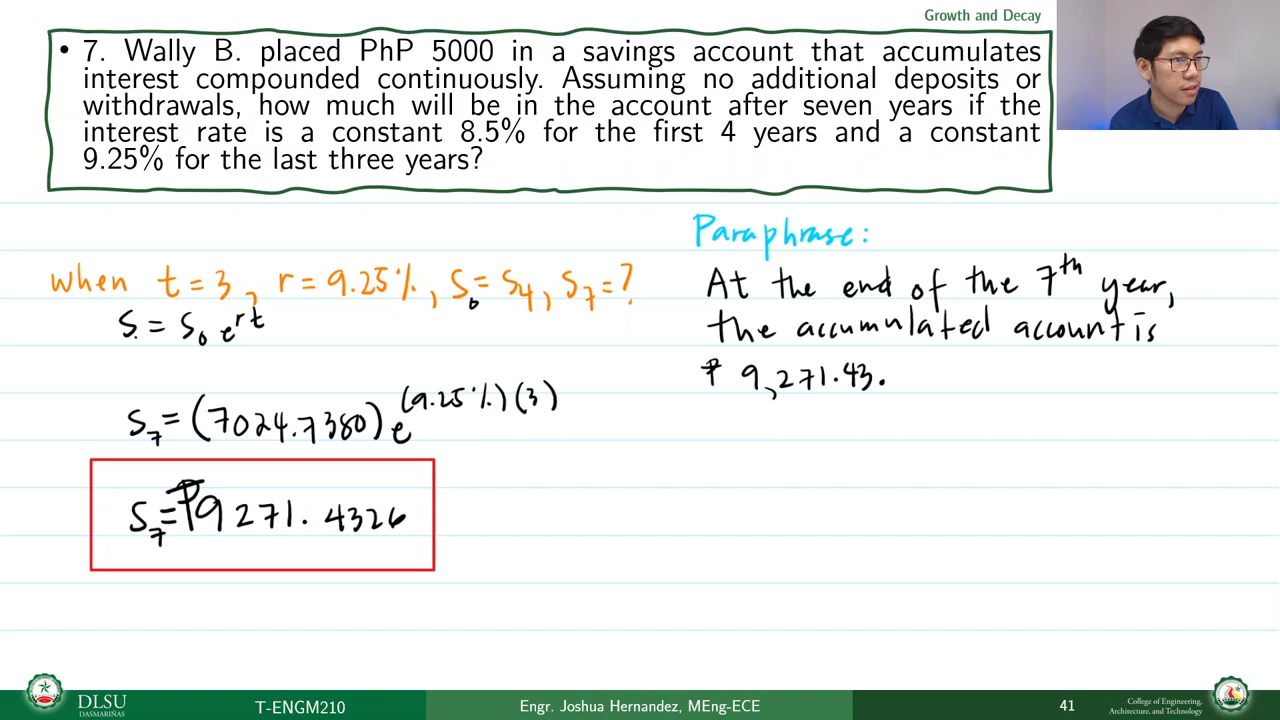 Growth and Decay
• 7. Wally B. placed PhP 5000 in a savings account that accumulates
interest compounded continuously. Assuming no additional deposits or
withdrawals, how much will be in the account after seven years if the
interest rate is a constant 8.5% for the first 4 years and a constant
9.25% for the last three years?
when t = 3, r = 9.25%, S₀ = S₄, S₇ = ?
S = S₀ e^{rt}
S₇ = (7024.7380) e^{(9.25%)(3)}
S₇ = ₱9271.4326
Paraphrase:
At the end of the 7th year,
the accumulated account is
₱ 9,271.43.
DLSU
DASMARIÑAS
T-ENGM210
Engr. Joshua Hernandez, MEng-ECE
41
College of Engineering,
Architecture, and Technology